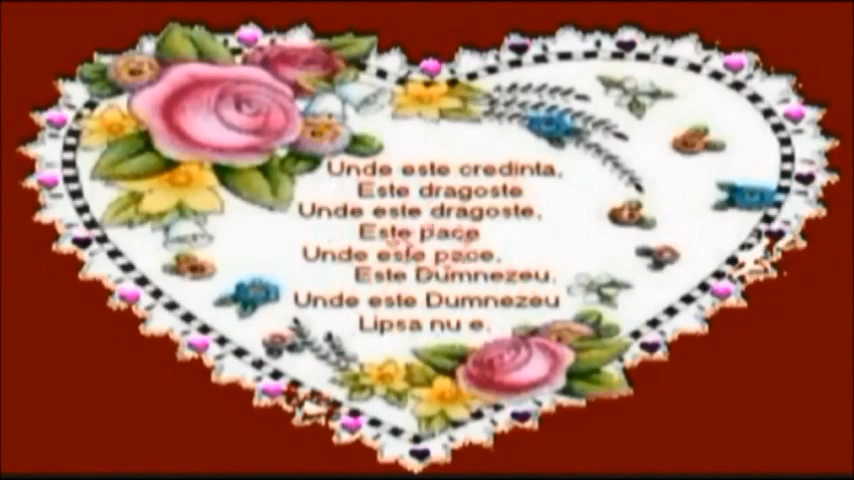 Unde este credinta,
Este dragoste
Unde este dragoste,
Este pace
Unde este pace,
Este Dumnezeu,
Unde este Dumnezeu
Lipsa nu e.